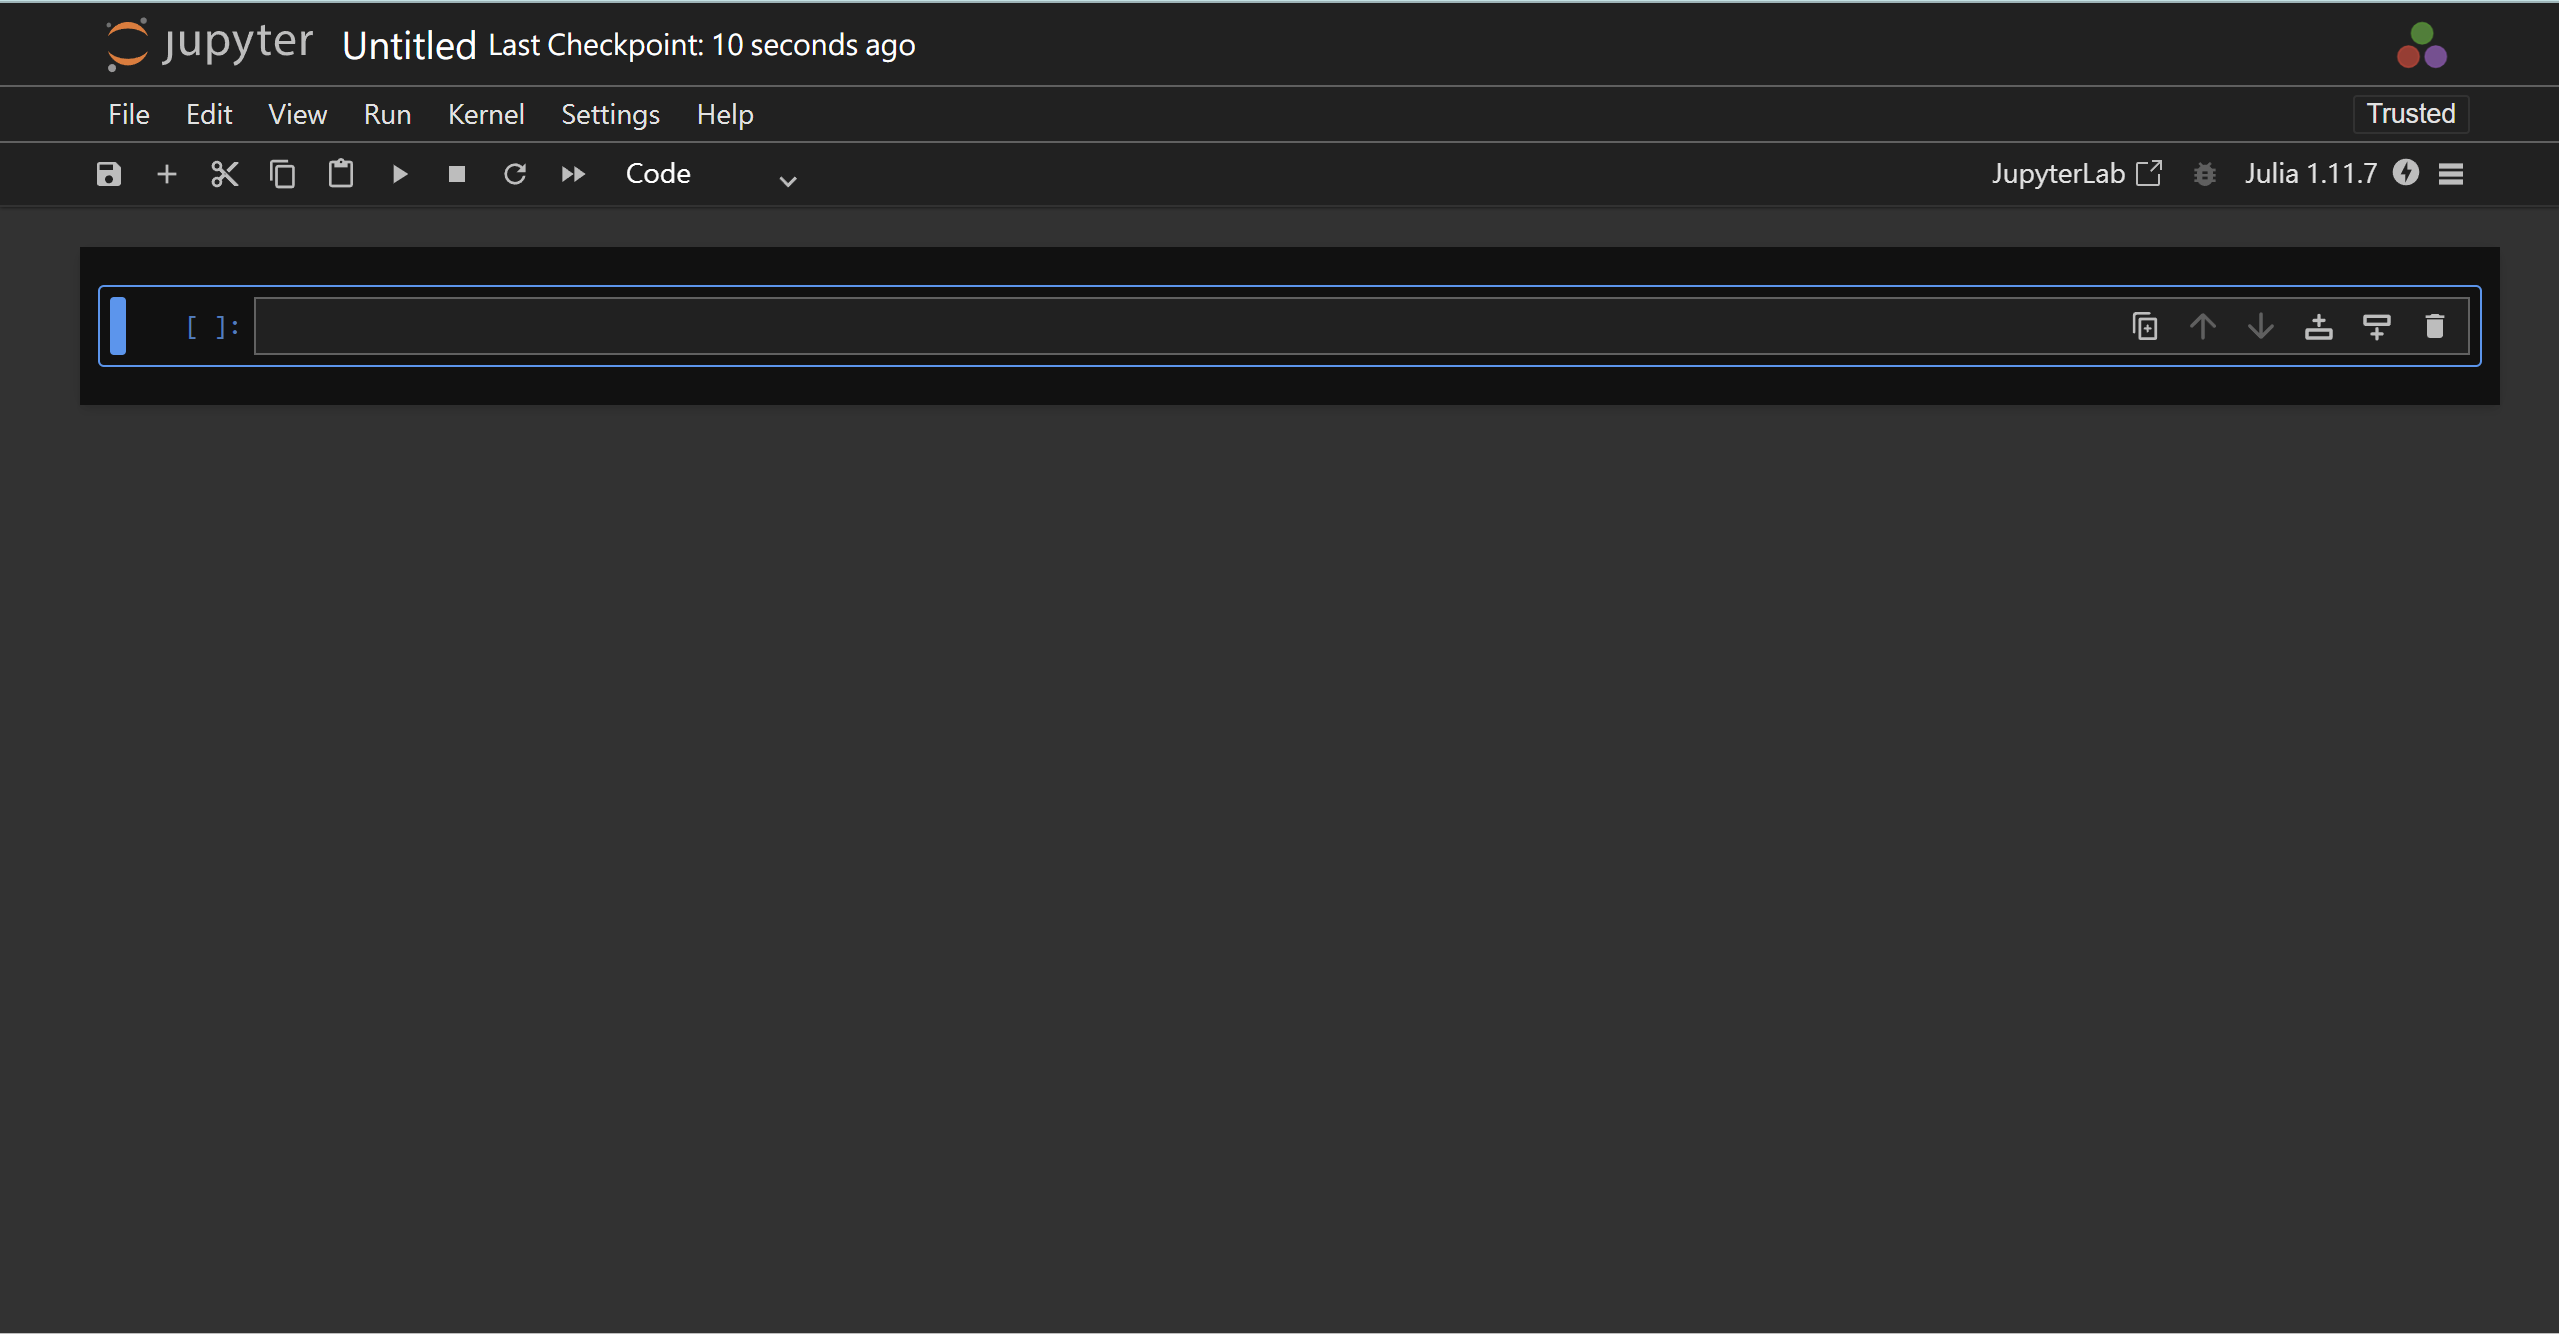 jupyter Untitled Last Checkpoint: 10 seconds ago
File Edit View Run Kernel Settings Help Trusted
Code JupyterLab Julia 1.11.7
[ ]: